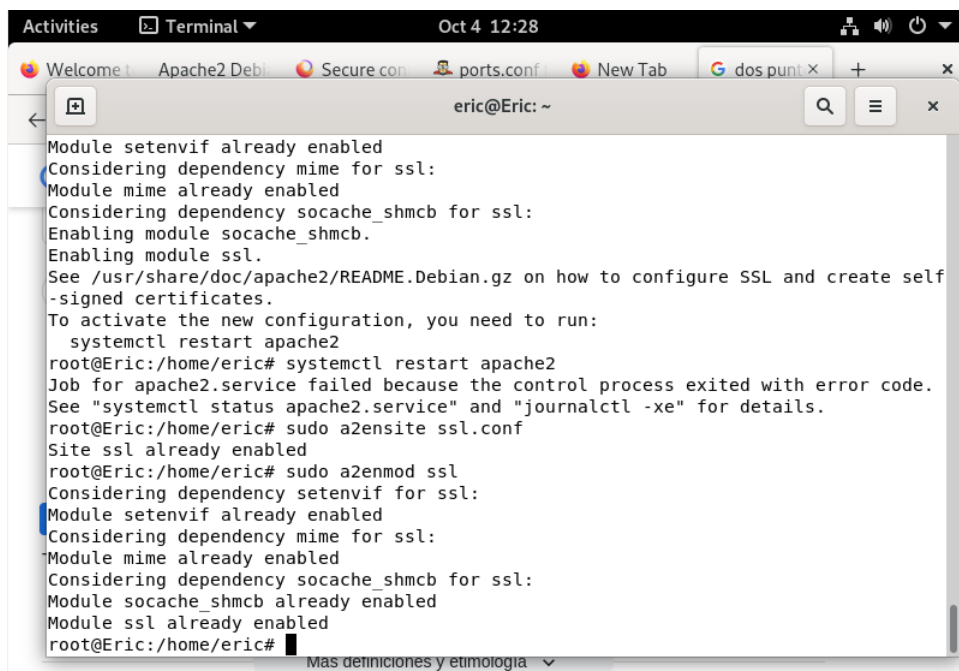 Activities Terminal Oct 4 12:28
Welcome t Apache2 Debi Secure con ports.conf New Tab dos punt × + ×
eric@Eric: ~
Module setenvif already enabled
Considering dependency mime for ssl:
Module mime already enabled
Considering dependency socache_shmcb for ssl:
Enabling module socache_shmcb.
Enabling module ssl.
See /usr/share/doc/apache2/README.Debian.gz on how to configure SSL and create self
-signed certificates.
To activate the new configuration, you need to run:
  systemctl restart apache2
root@Eric:/home/eric# systemctl restart apache2
Job for apache2.service failed because the control process exited with error code.
See "systemctl status apache2.service" and "journalctl -xe" for details.
root@Eric:/home/eric# sudo a2ensite ssl.conf
Site ssl already enabled
root@Eric:/home/eric# sudo a2enmod ssl
Considering dependency setenvif for ssl:
Module setenvif already enabled
Considering dependency mime for ssl:
Module mime already enabled
Considering dependency socache_shmcb for ssl:
Module socache_shmcb already enabled
Module ssl already enabled
root@Eric:/home/eric#
Más definiciones y etimología